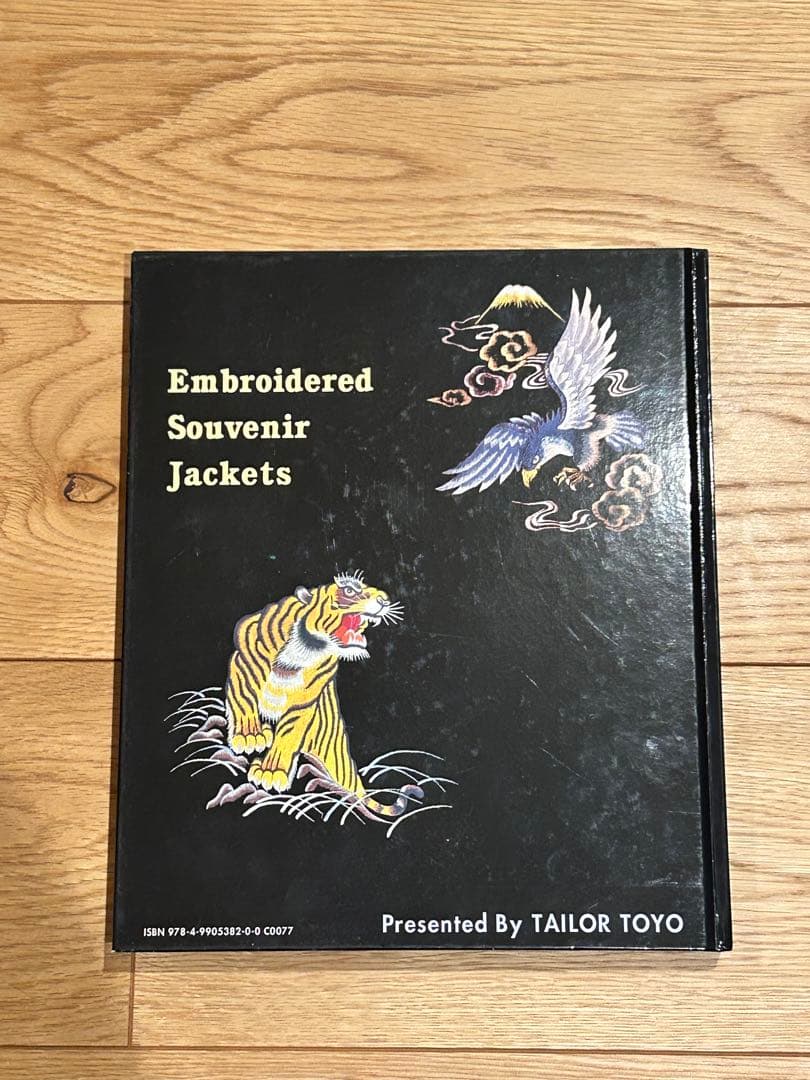 Embroidered
Souvenir
Jackets
ISBN 978-4-9905382-0-0 C0077
Presented By TAILOR TOYO